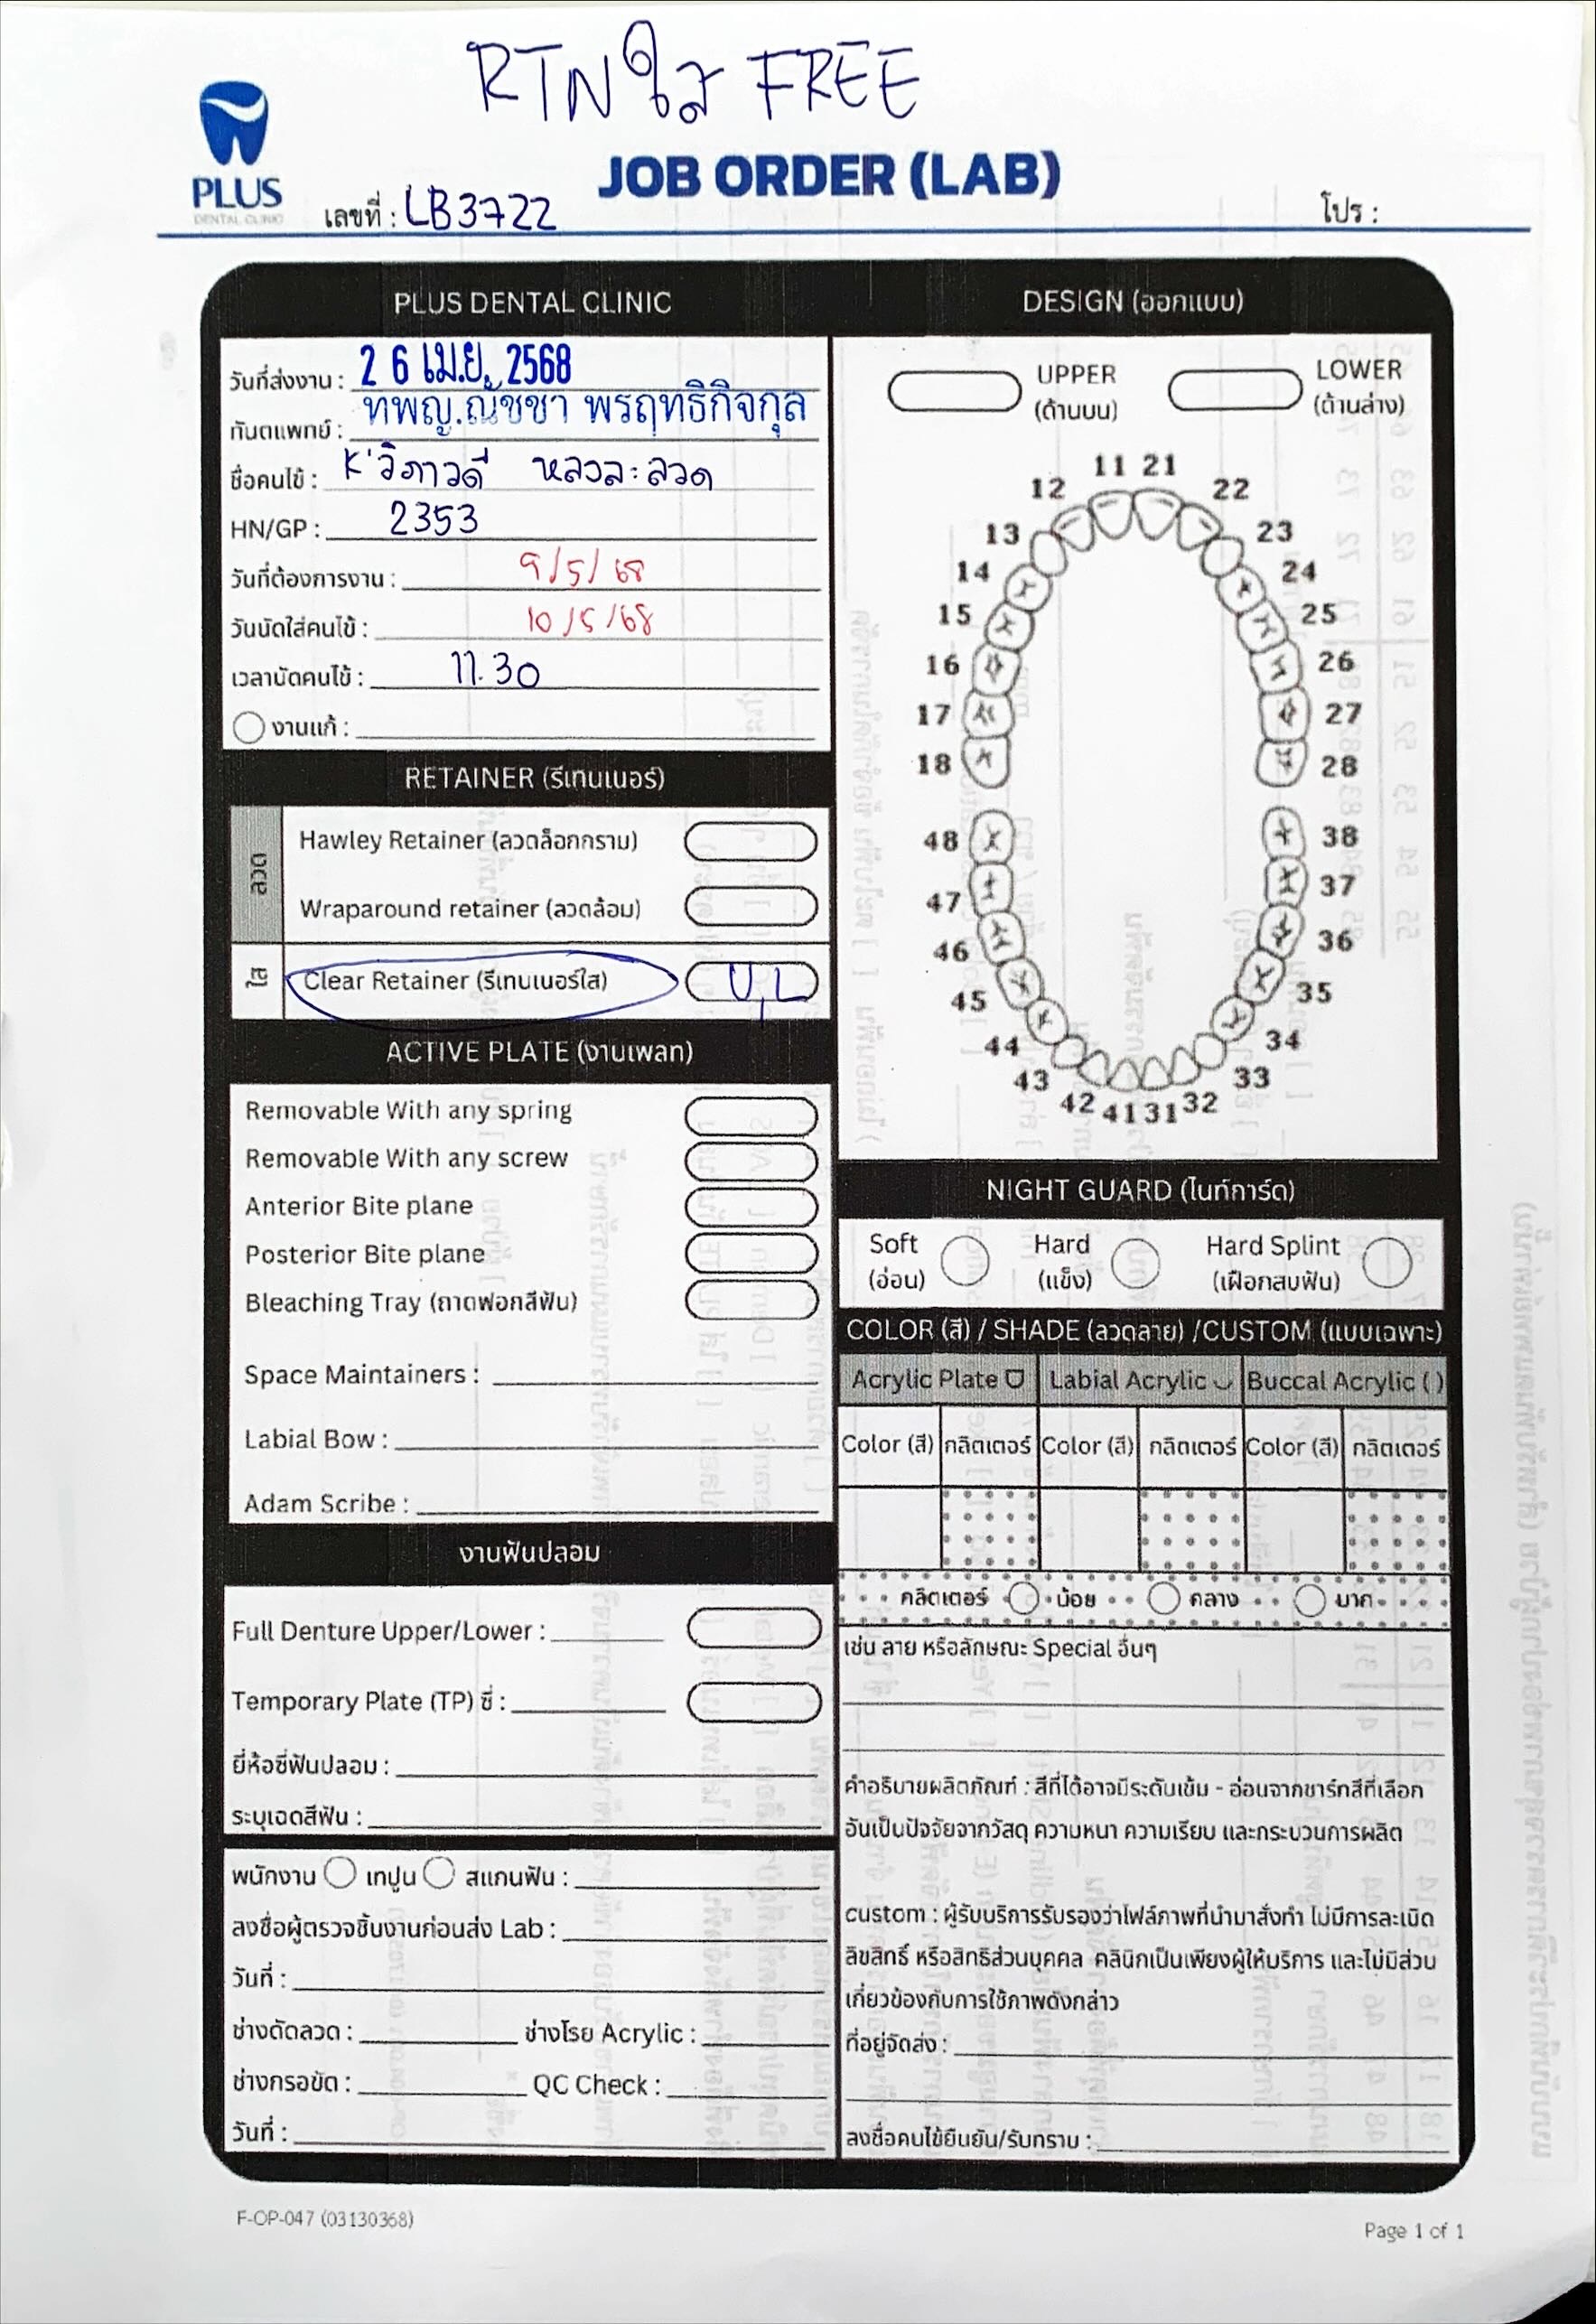 RTN ใส FREE
PLUS
DENTAL CLINIC
JOB ORDER (LAB)
เลขที่ : LB3722
โปร :
PLUS DENTAL CLINIC
วันที่ส่งงาน : 26 เม.ย. 2568
ทันตแพทย์ : ทพญ.ณัชชา พรฤทธิกิจกุล
ชื่อคนไข้ : K'วิภาวดี หลวละลวด
HN/GP : 2353
วันที่ต้องการงาน : 9/5/68
วันนัดใส่คนไข้ : 10/5/68
เวลานัดคนไข้ : 11.30
งานแก้ :
RETAINER (รีเทนเนอร์)
ลวด
Hawley Retainer (ลวดล็อกกราม)
Wraparound retainer (ลวดล้อม)
ใส
Clear Retainer (รีเทนเนอร์ใส) U,L
ACTIVE PLATE (งานเพลท)
Removable With any spring
Removable With any screw
Anterior Bite plane
Posterior Bite plane
Bleaching Tray (ถาดฟอกสีฟัน)
Space Maintainers :
Labial Bow :
Adam Scribe :
งานฟันปลอม
Full Denture Upper/Lower :
Temporary Plate (TP) ซี่ :
ยี่ห้อซี่ฟันปลอม :
ระบุเฉดสีฟัน :
พนักงาน เทปูน สแกนฟัน :
ลงชื่อผู้ตรวจชิ้นงานก่อนส่ง Lab :
วันที่ :
ช่างดัดลวด : ช่างโรย Acrylic :
ช่างกรอขัด : QC Check :
วันที่ :
DESIGN (ออกแบบ)
UPPER LOWER
(ด้านบน) (ด้านล่าง)
11 21
12 22
13 23
14 24
15 25
16 26
17 27
18 28
48 38
47 37
46 36
45 35
44 34
43 33
42 41 31 32
NIGHT GUARD (ไนท์การ์ด)
Soft Hard Hard Splint
(อ่อน) (แข็ง) (เฝือกสบฟัน)
COLOR (สี) / SHADE (ลวดลาย) /CUSTOM (แบบเฉพาะ)
Acrylic Plate Labial Acrylic Buccal Acrylic ( )
Color (สี) กลิตเตอร์ Color (สี) กลิตเตอร์ Color (สี) กลิตเตอร์
กลิตเตอร์ น้อย กลาง มาก
เช่น ลาย หรือลักษณะ Special อื่นๆ
คำอธิบายผลิตภัณฑ์ : สีที่ได้อาจมีระดับเข้ม - อ่อนจากชาร์ทสีที่เลือก
อันเป็นปัจจัยจากวัสดุ ความหนา ความเรียบ และกระบวนการผลิต
custom : ผู้รับบริการรับรองว่าไฟล์ภาพที่นำมาสั่งทำ ไม่มีการละเมิด
ลิขสิทธิ์ หรือสิทธิส่วนบุคคล คลินิกเป็นเพียงผู้ให้บริการ และไม่มีส่วน
เกี่ยวข้องกับการใช้ภาพดังกล่าว
ที่อยู่จัดส่ง :
ลงชื่อคนไข้ยืนยัน/รับทราบ :
F-OP-047 (03130368)
Page 1 of 1